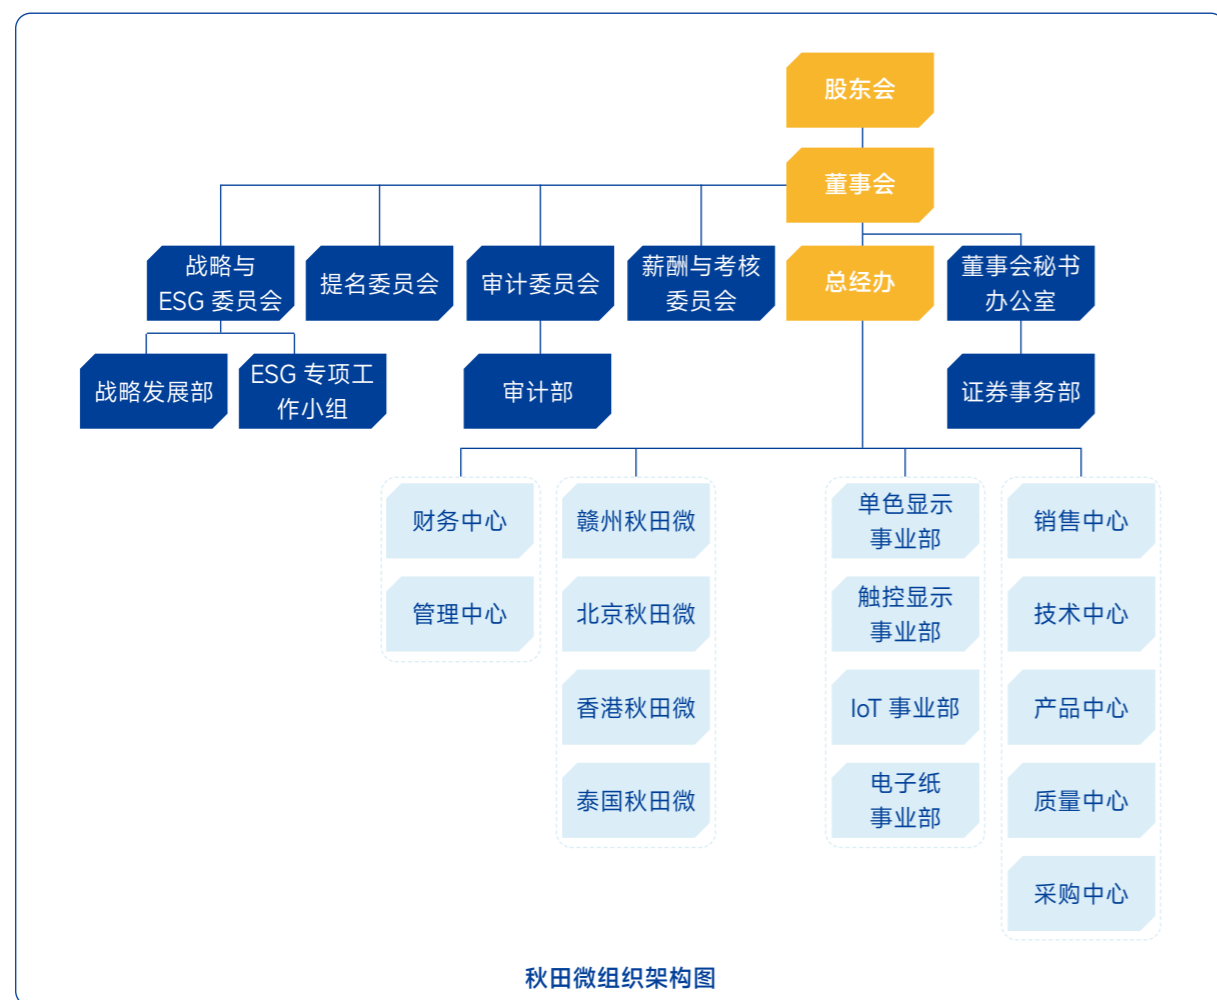 股东会
董事会
战略与
ESG 委员会
提名委员会
审计委员会
薪酬与考核
委员会
总经办
董事会秘书
办公室
战略发展部
ESG 专项工
作小组
审计部
证券事务部
财务中心
管理中心
赣州秋田微
北京秋田微
香港秋田微
泰国秋田微
单色显示
事业部
触控显示
事业部
IoT 事业部
电子纸
事业部
销售中心
技术中心
产品中心
质量中心
采购中心
秋田微组织架构图